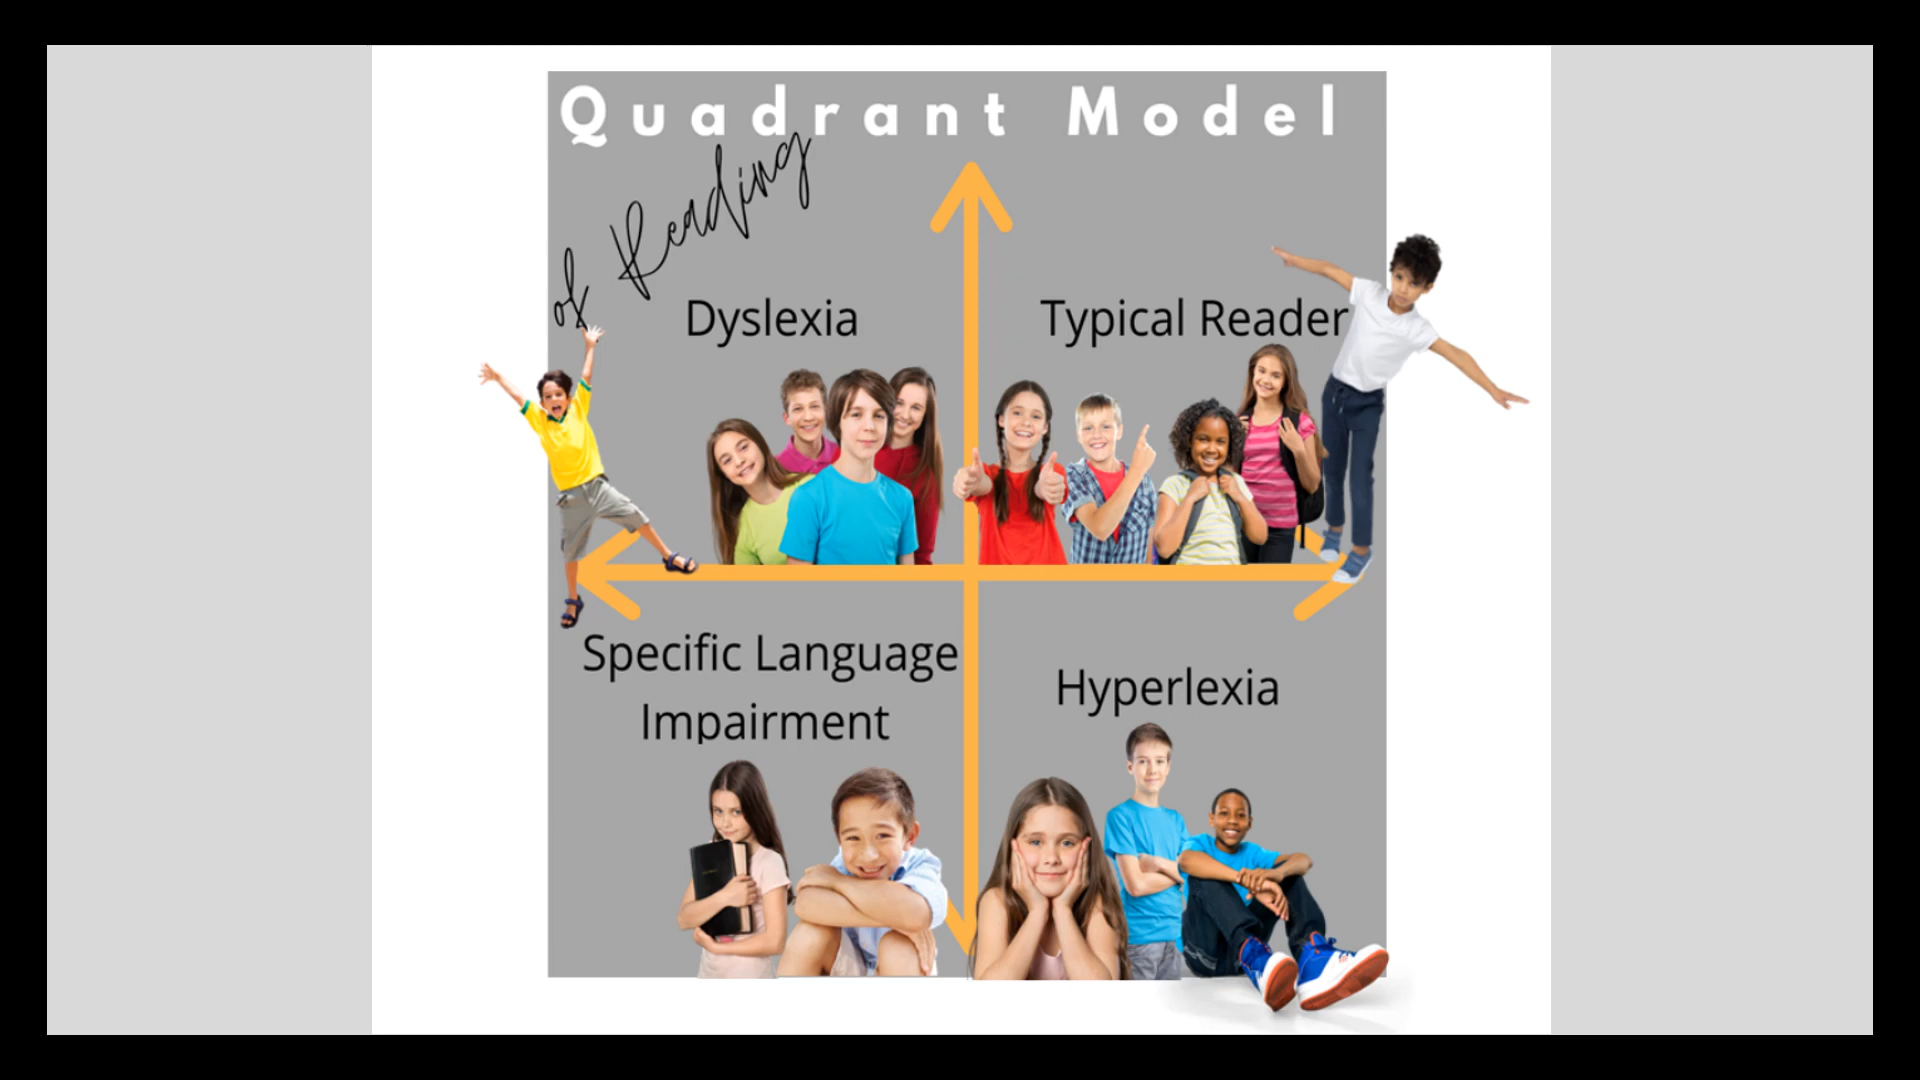 Quadrant Model
of Reading
Dyslexia
Typical Reader
Specific Language
Impairment
Hyperlexia